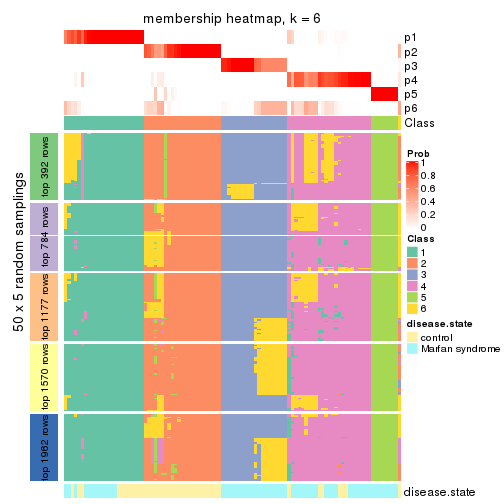 membership heatmap, k = 6
p1
p2
p3
p4
p5
p6
Class
50 x 5 random samplings
top 392 rows
top 784 rows
top 1177 rows
top 1570 rows
top 1962 rows
Prob
1
0.8
0.6
0.4
0.2
0
Class
1
2
3
4
5
6
disease.state
control
Marfan syndrome
disease.state